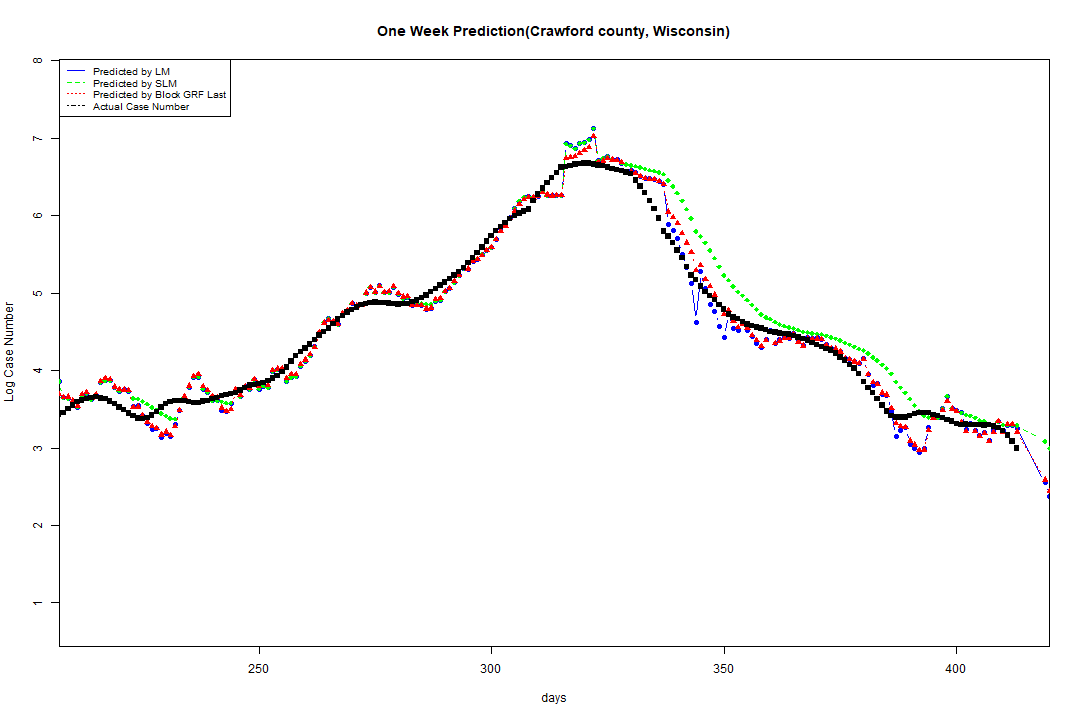 One Week Prediction(Crawford county, Wisconsin)
Predicted by LM
Predicted by SLM
Predicted by Block GRF Last
Actual Case Number
8
7
6
5
4
3
2
1
Log Case Number
250 300 350 400
days